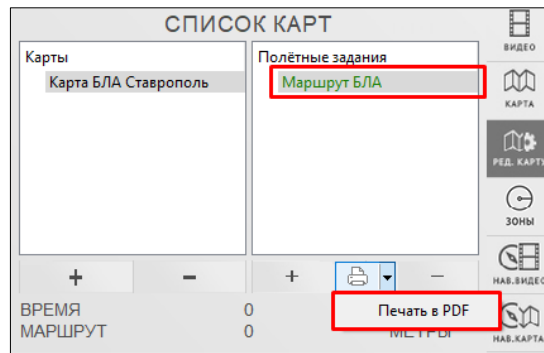 СПИСОК КАРТ
Карты
Карта БЛА Ставрополь
Полётные задания
Маршрут БЛА
+ − + −
ВРЕМЯ 0
Печать в PDF
МАРШРУТ 0 МЕТРЫ
ВИДЕО
КАРТА
РЕД. КАРТЫ
ЗОНЫ
НАВ.ВИДЕО
НАВ.КАРТА